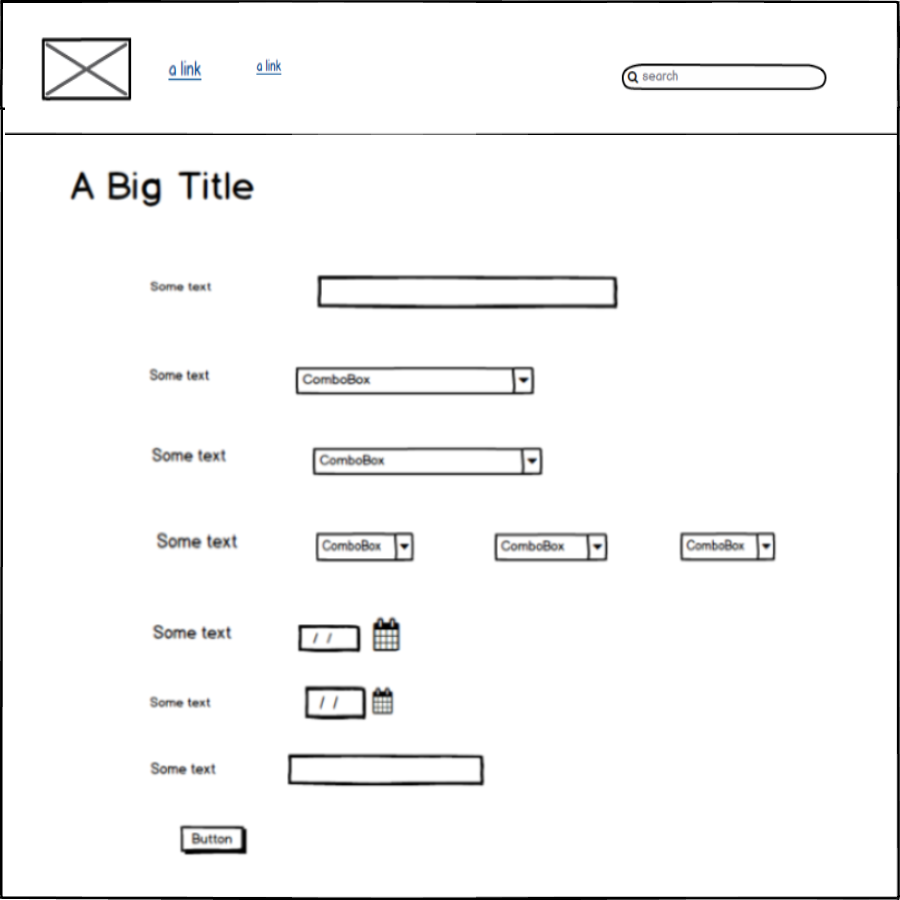 a link a link search
A Big Title
Some text
Some text ComboBox
Some text ComboBox
Some text ComboBox ComboBox ComboBox
Some text / /
Some text / /
Some text
Button